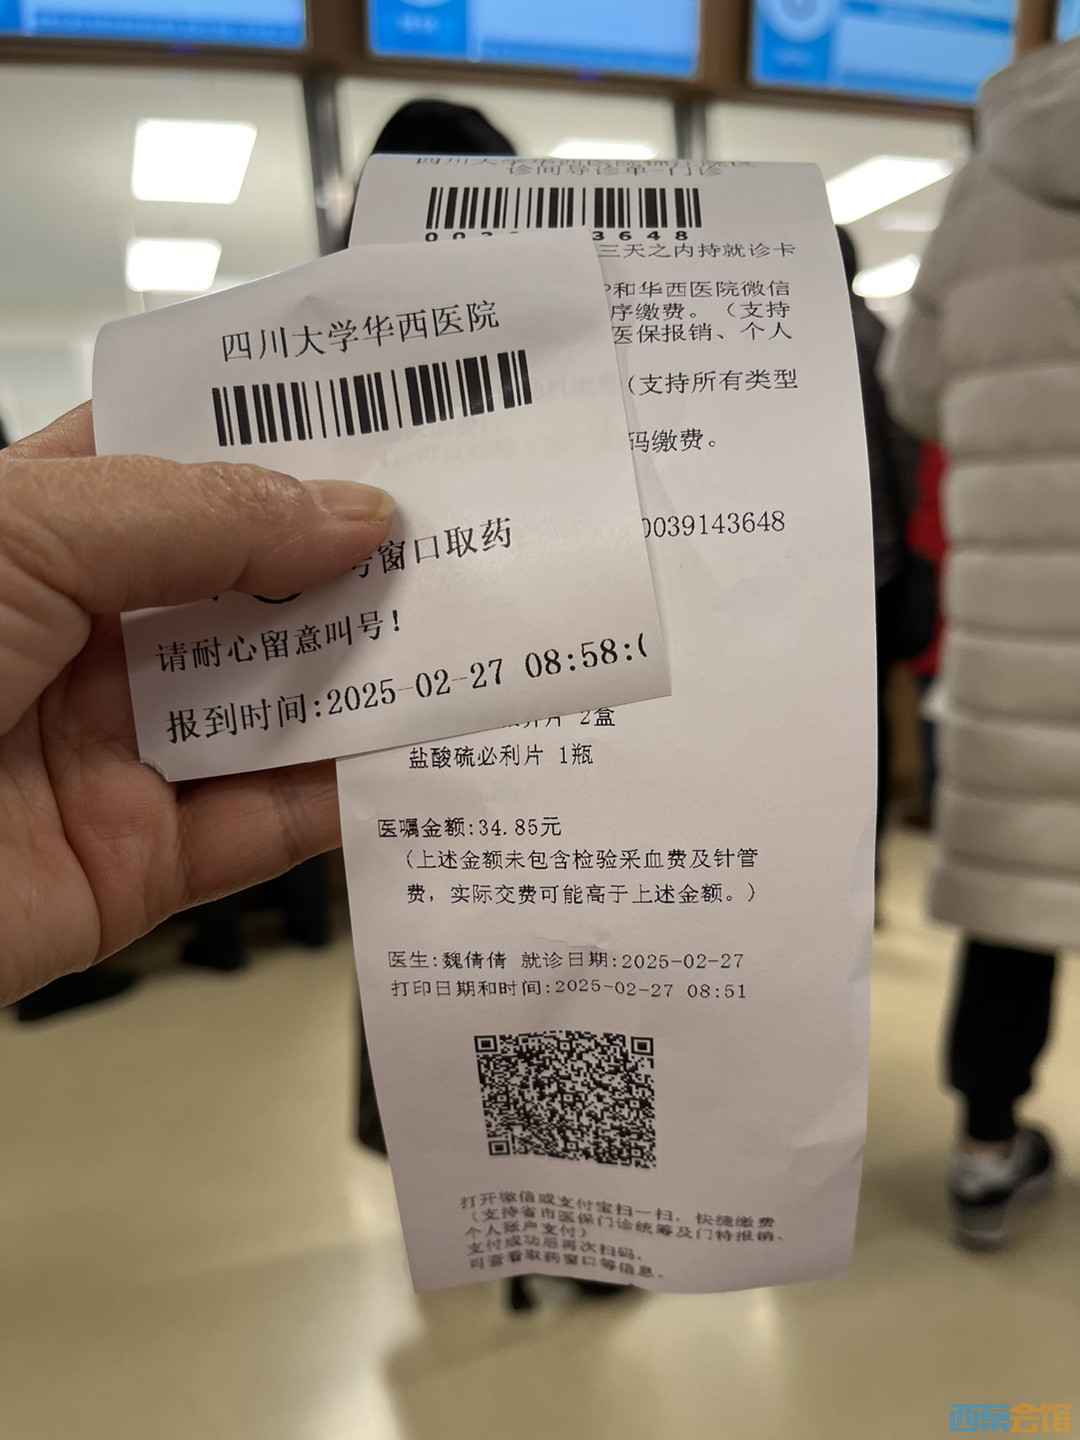 四川大学华西医院
号窗口取药
请耐心留意叫号!
报到时间:2025-02-27 08:58:
诊间导诊单-门诊
3648
三天之内持就诊卡
和华西医院微信
序缴费。（支持
医保报销、个人
（支持所有类型
码缴费。
0039143648
片 2盒
盐酸硫必利片 1瓶
医嘱金额:34.85元
（上述金额未包含检验采血费及针管
费，实际交费可能高于上述金额。）
医生:魏倩倩 就诊日期:2025-02-27
打印日期和时间:2025-02-27 08:51
打开微信或支付宝扫一扫，快捷缴费
（支持省市医保门诊统筹及门特报销、
个人账户支付）
支付成功后再次扫码，
可查看取药窗口等信息。
西秦会馆